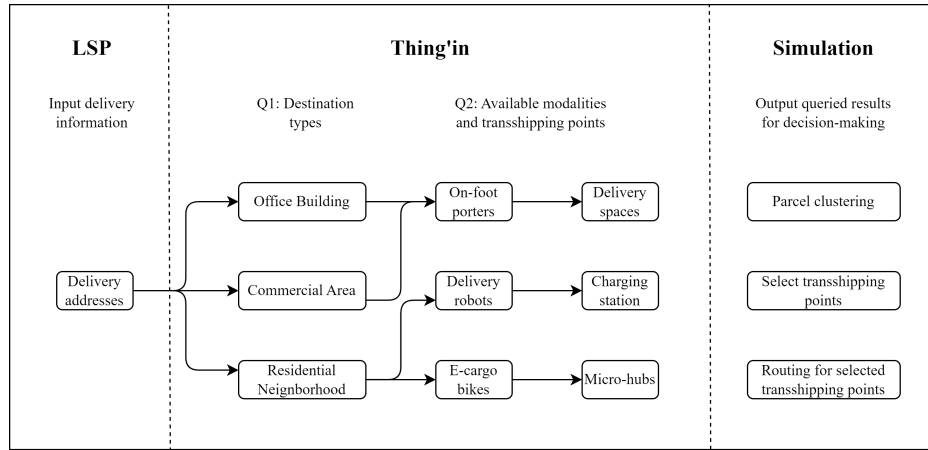 LSP
Thing'in
Simulation
Input delivery
information
Q1: Destination
types
Q2: Available modalities
and transshipping points
Output queried results
for decision-making
Office Building
On-foot
porters
Delivery
spaces
Parcel clustering
Delivery
addresses
Commercial Area
Delivery
robots
Charging
station
Select transshipping
points
Residential
Neignborhood
E-cargo
bikes
Micro-hubs
Routing for selected
transshipping points